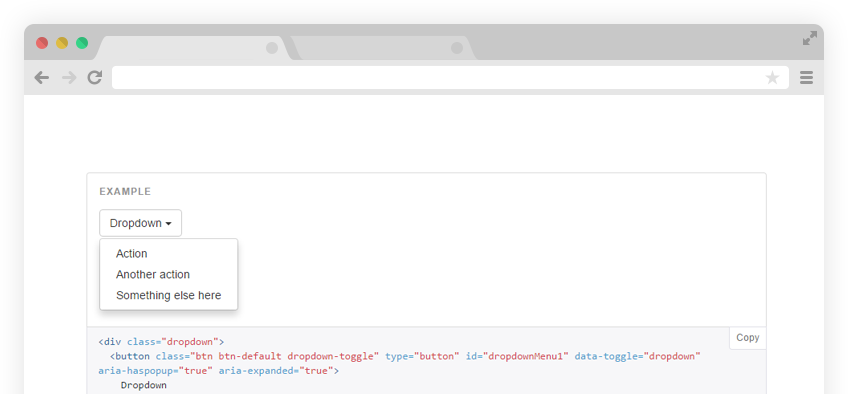 EXAMPLE
Dropdown
Action
Another action
Something else here
Copy
<div class="dropdown">
<button class="btn btn-default dropdown-toggle" type="button" id="dropdownMenu1" data-toggle="dropdown"
aria-haspopup="true" aria-expanded="true">
Dropdown